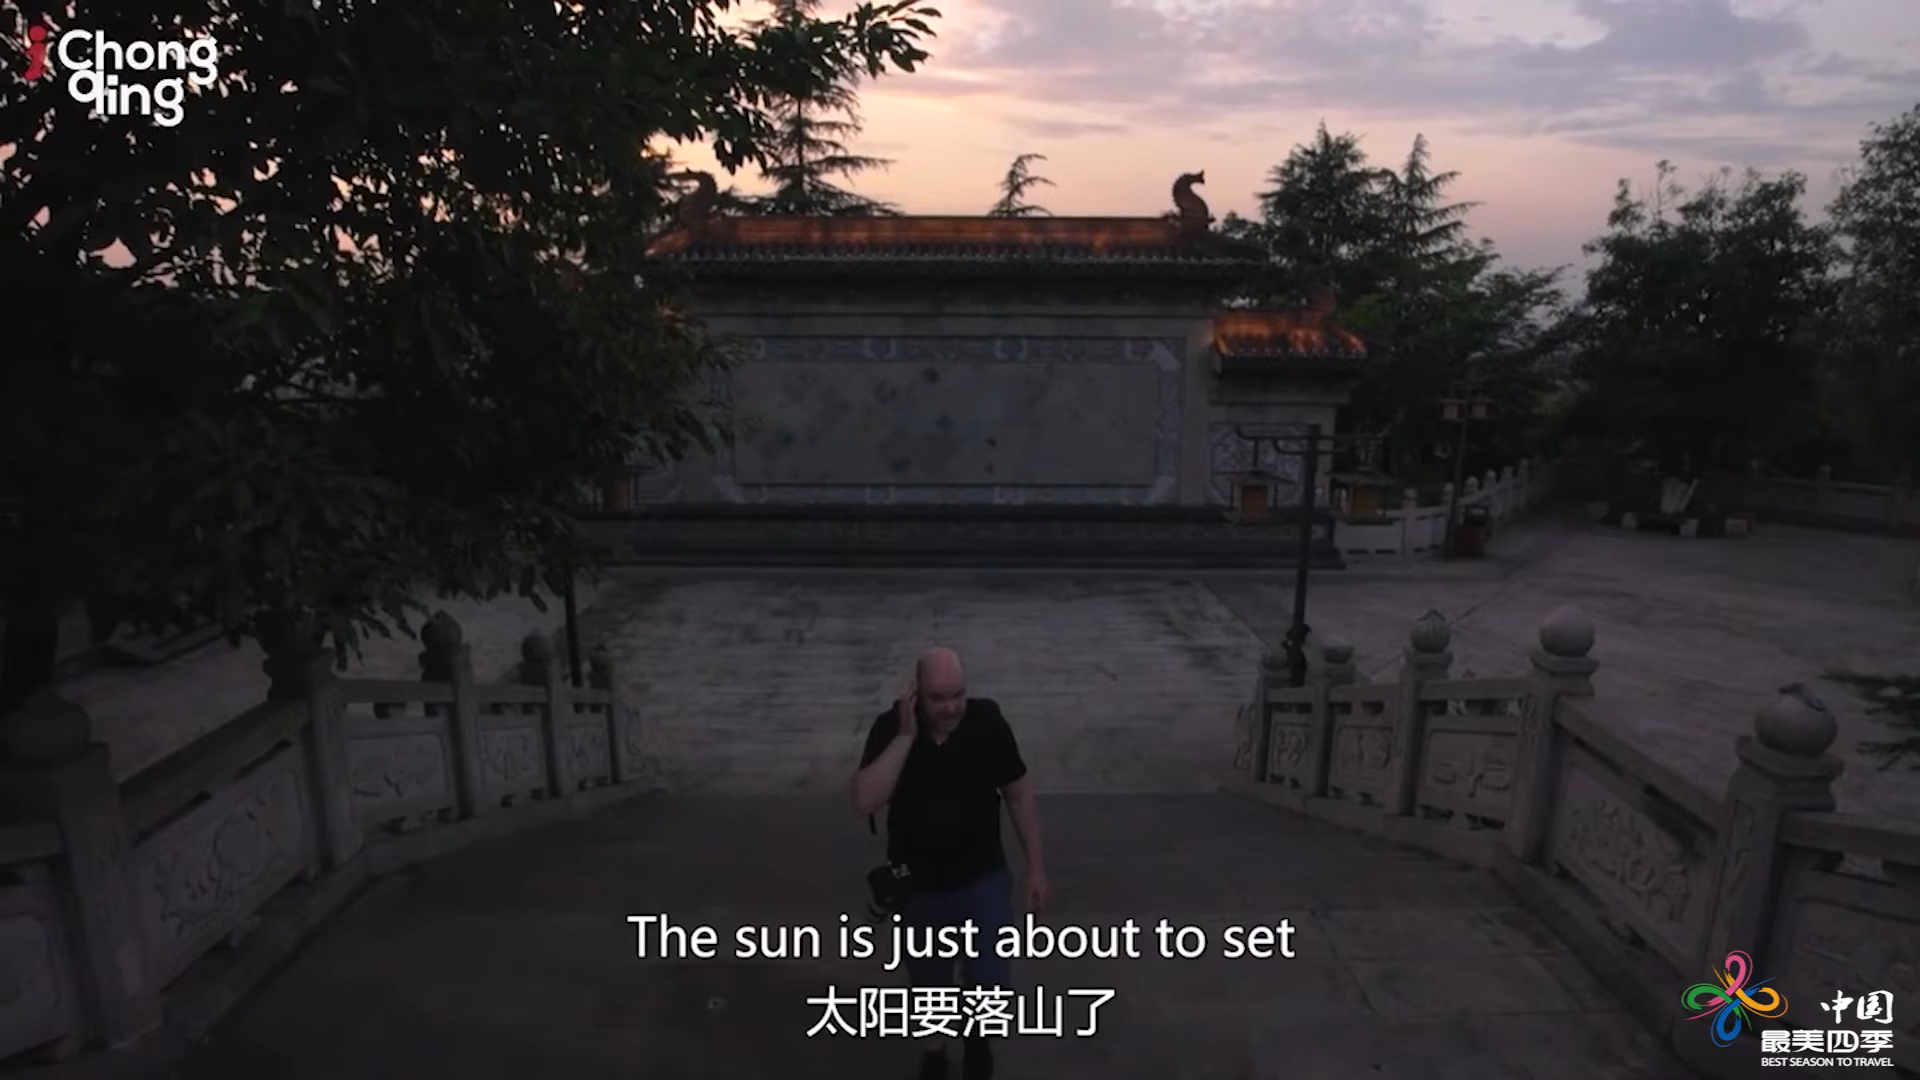 iChong
qing
The sun is just about to set
太阳要落山了
中国
最美四季
BEST SEASON TO TRAVEL